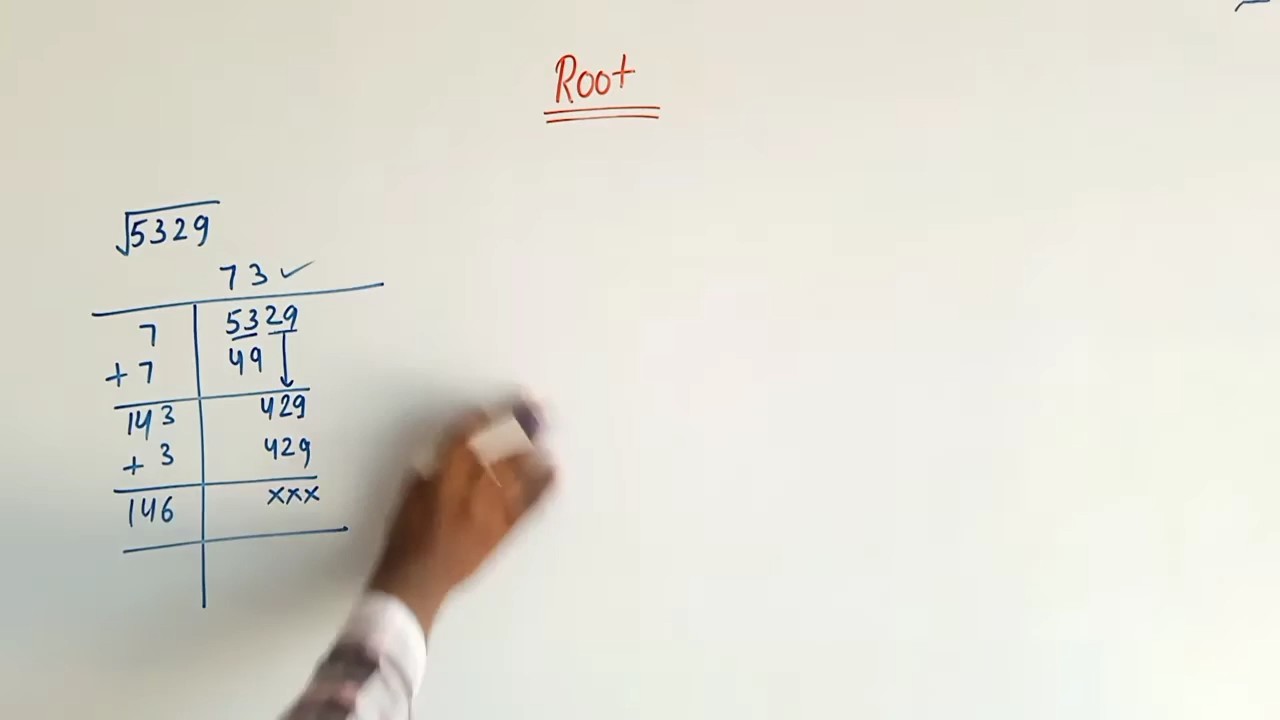 Root
√5329
73 ✓
7 | 5329
+ 7 | 49
143 | 429
+ 3 | 429
146 | xxx